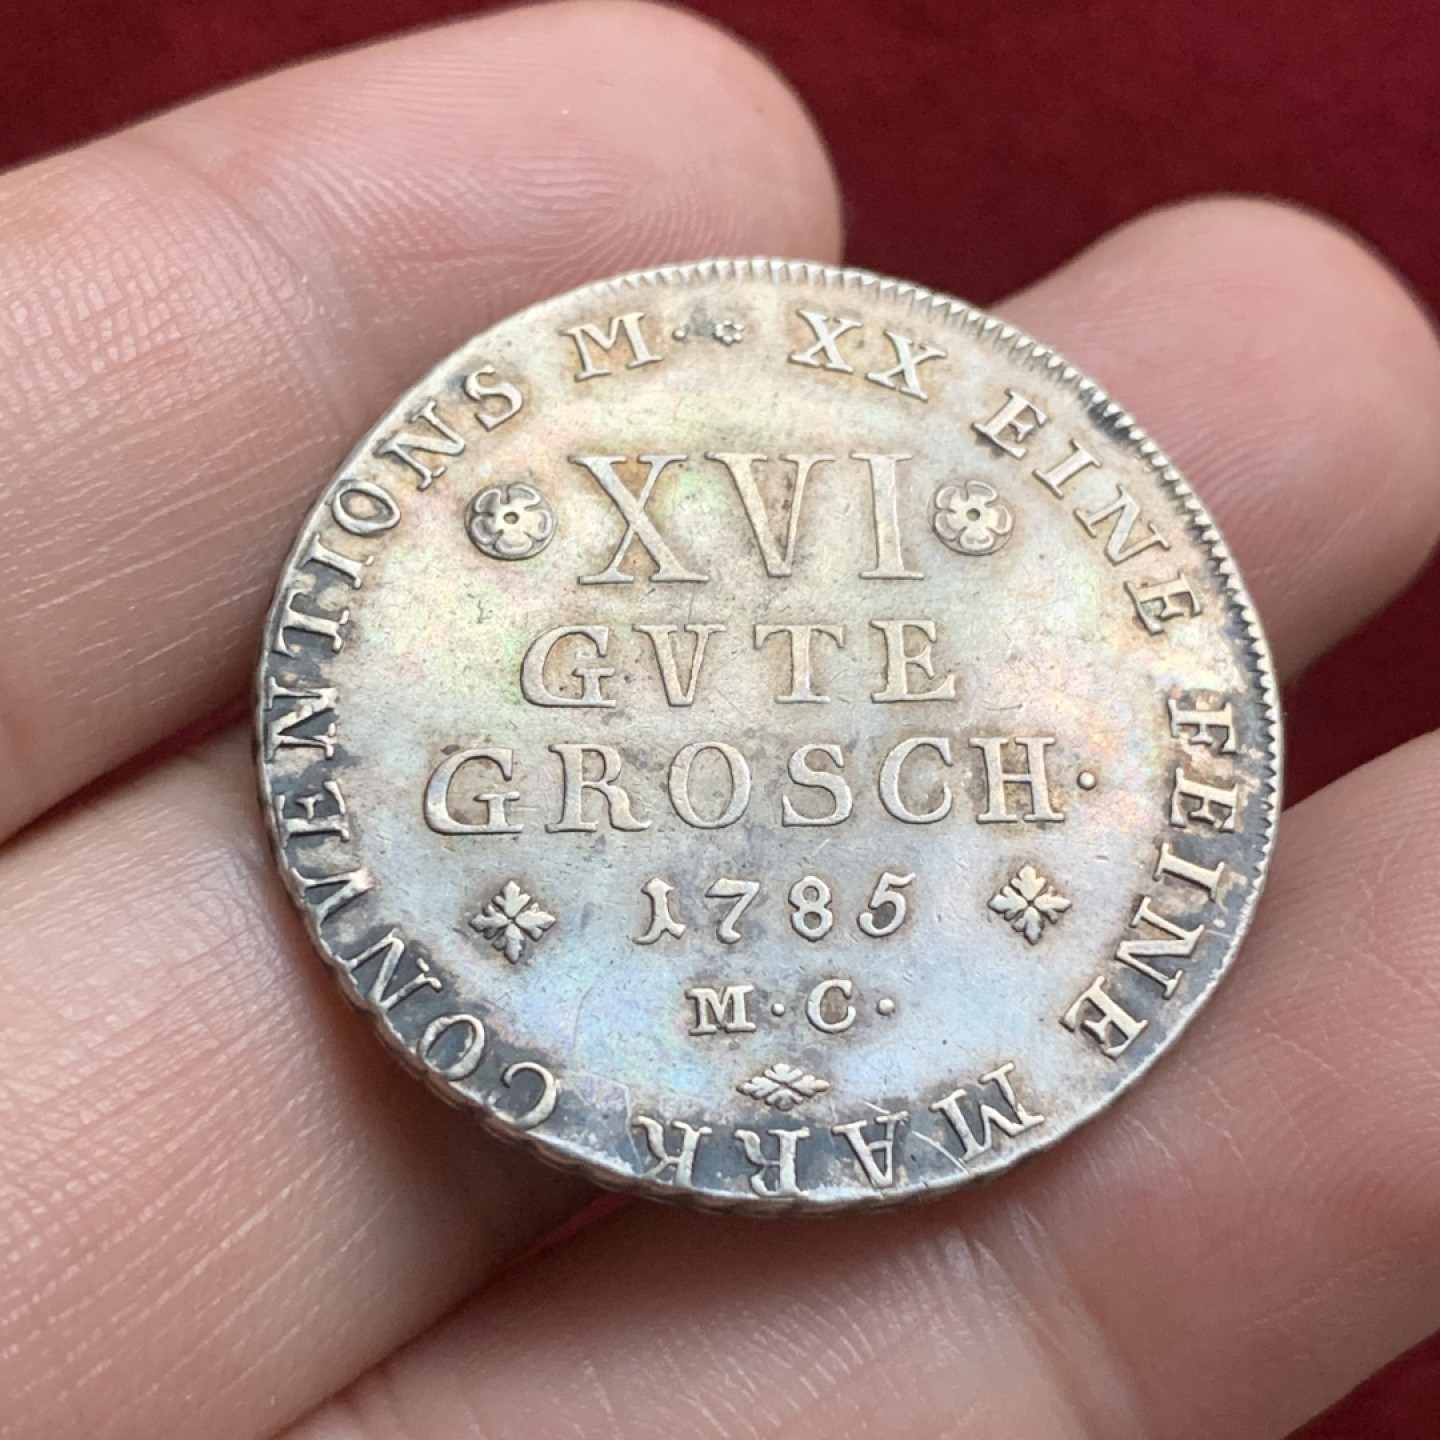 XX EINE FEINE MARK CONVENTIONS M·
XVI
GVTE
GROSCH·
1785
M·C·